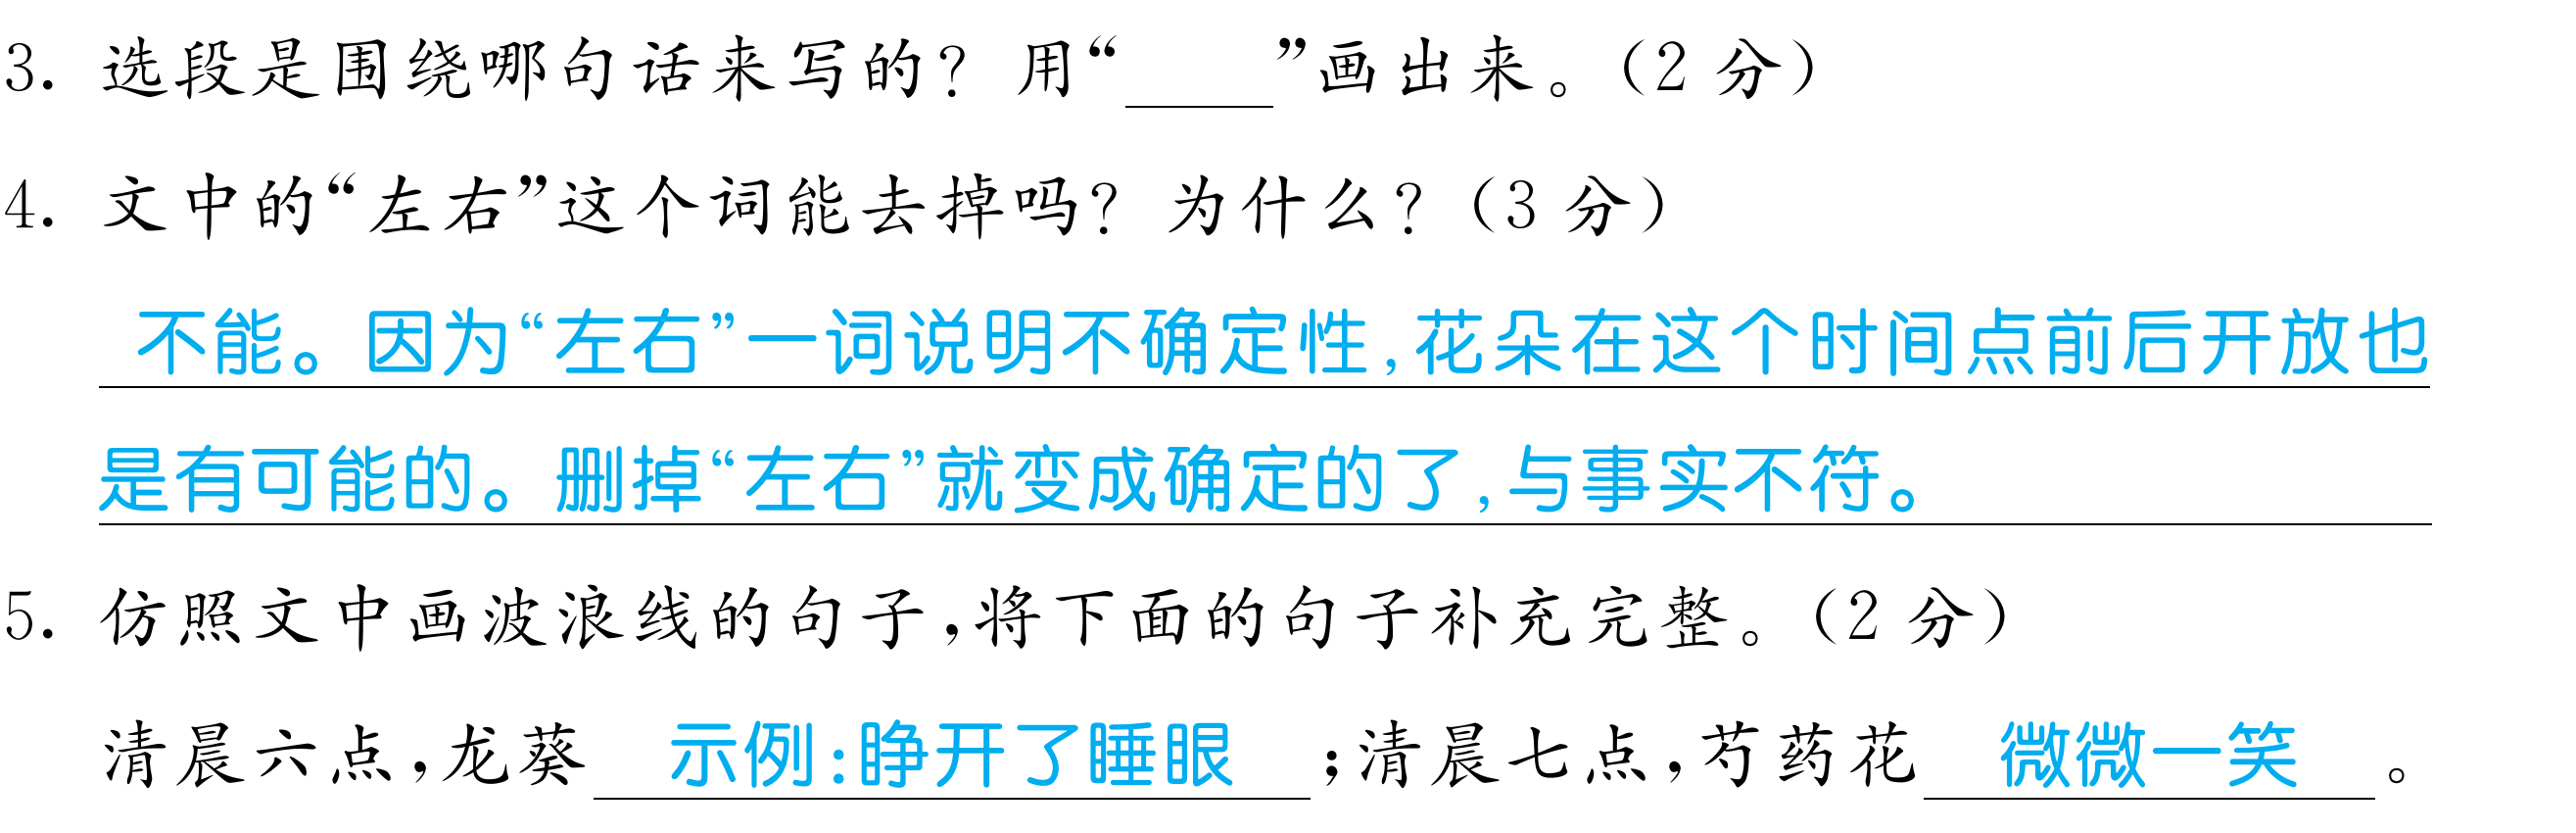 3. 选段是围绕哪句话来写的？用“____”画出来。（2 分）
4. 文中的“左右”这个词能去掉吗？为什么？（3 分）
不能。因为“左右”一词说明不确定性,花朵在这个时间点前后开放也
是有可能的。删掉“左右”就变成确定的了,与事实不符。
5. 仿照文中画波浪线的句子,将下面的句子补充完整。（2 分）
清晨六点,龙葵 示例:睁开了睡眼 ;清晨七点,芍药花 微微一笑 。